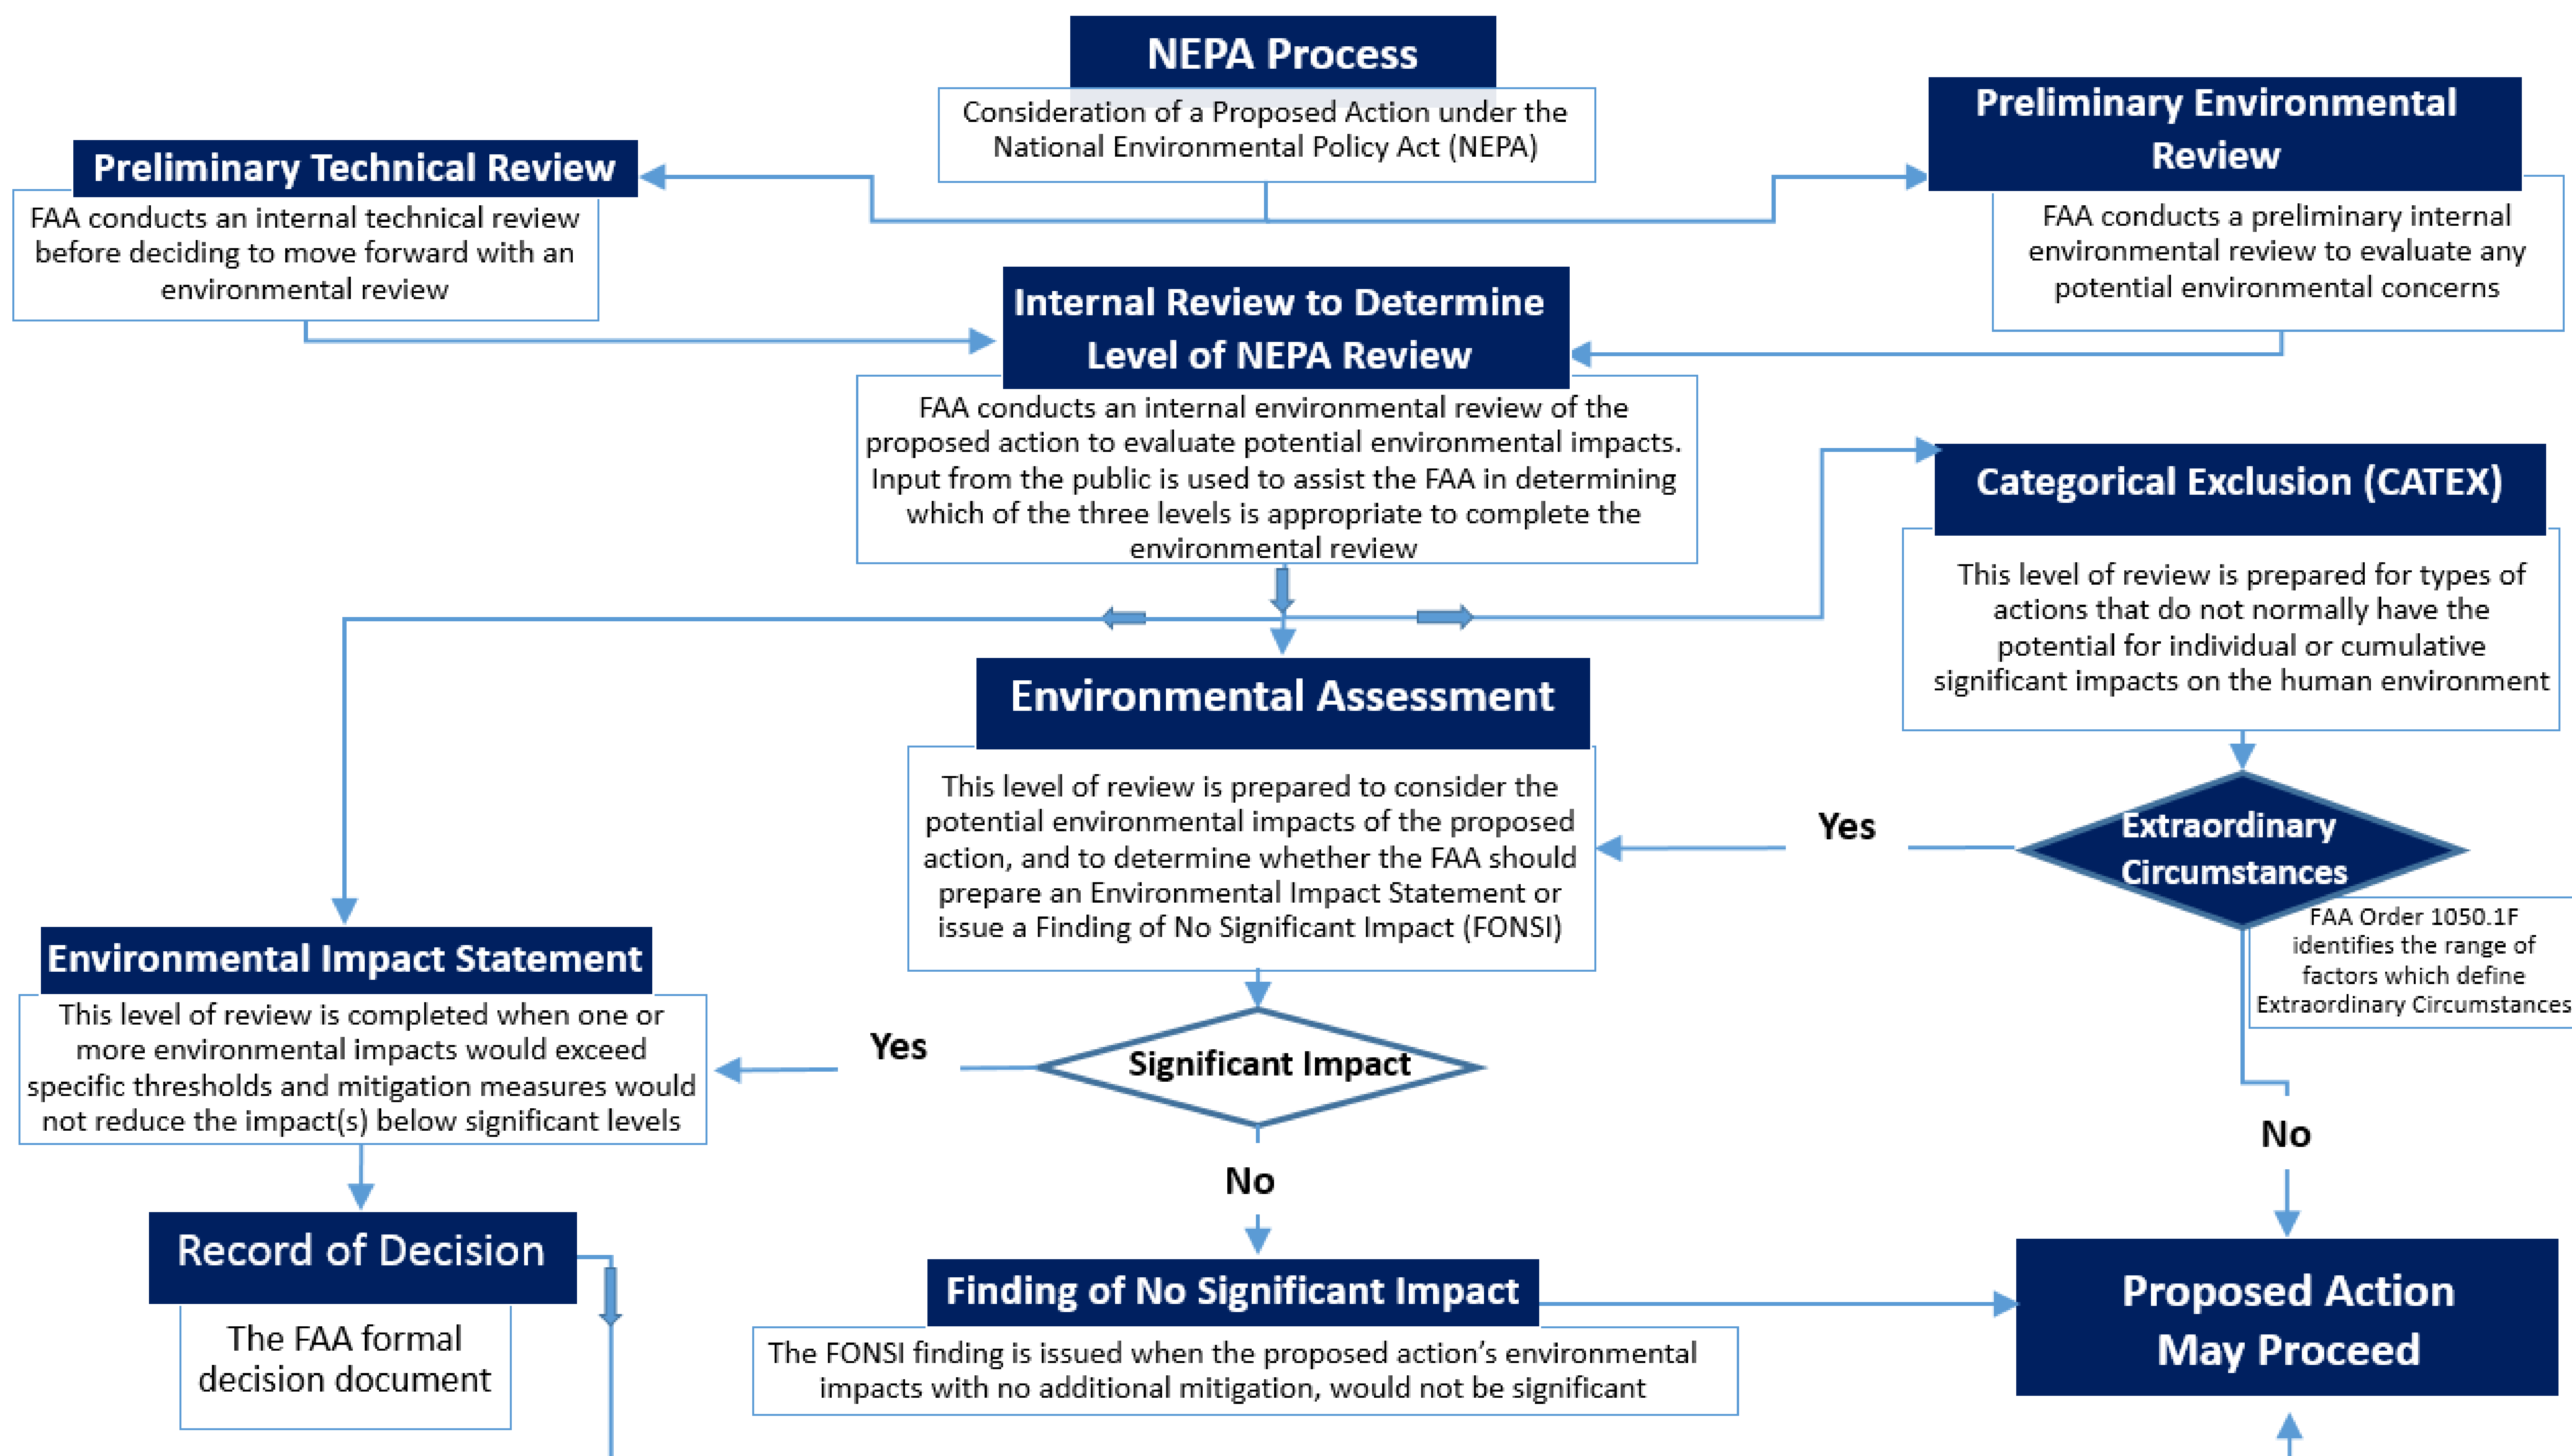 NEPA Process
Consideration of a Proposed Action under the
National Environmental Policy Act (NEPA)
Preliminary Technical Review
FAA conducts an internal technical review
before deciding to move forward with an
environmental review
Preliminary Environmental
Review
FAA conducts a preliminary internal
environmental review to evaluate any
potential environmental concerns
Internal Review to Determine
Level of NEPA Review
FAA conducts an internal environmental review of the
proposed action to evaluate potential environmental impacts.
Input from the public is used to assist the FAA in determining
which of the three levels is appropriate to complete the
environmental review
Categorical Exclusion (CATEX)
This level of review is prepared for types of
actions that do not normally have the
potential for individual or cumulative
significant impacts on the human environment
Environmental Assessment
This level of review is prepared to consider the
potential environmental impacts of the proposed
action, and to determine whether the FAA should
prepare an Environmental Impact Statement or
issue a Finding of No Significant Impact (FONSI)
Yes
Extraordinary
Circumstances
FAA Order 1050.1F
identifies the range of
factors which define
Extraordinary Circumstances
Environmental Impact Statement
This level of review is completed when one or
more environmental impacts would exceed
specific thresholds and mitigation measures would
not reduce the impact(s) below significant levels
Yes
Significant Impact
No
No
Record of Decision
The FAA formal
decision document
Finding of No Significant Impact
The FONSI finding is issued when the proposed action’s environmental
impacts with no additional mitigation, would not be significant
Proposed Action
May Proceed